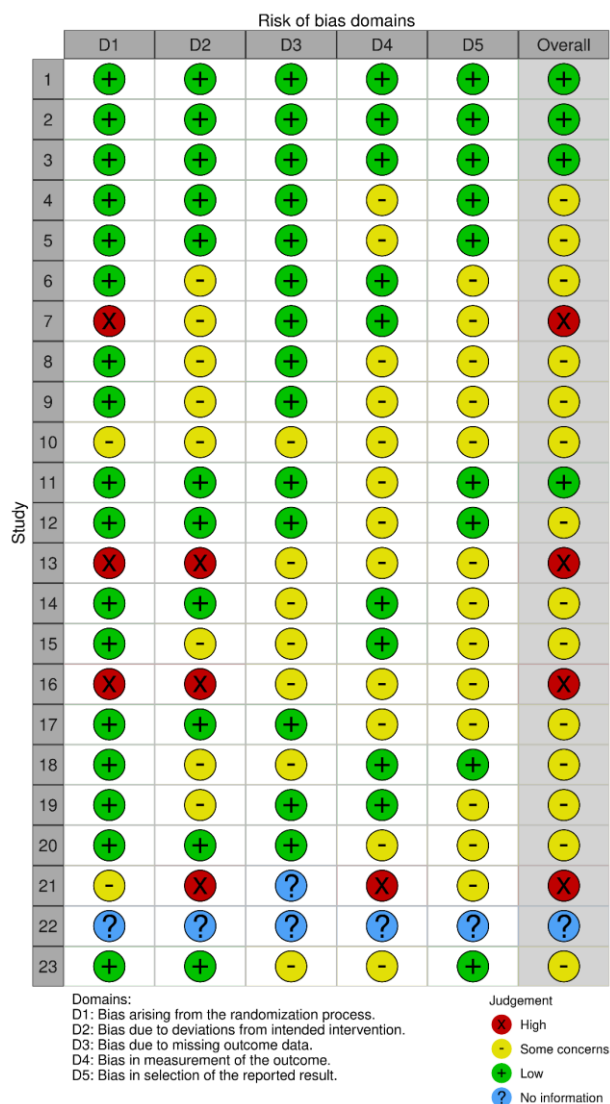 Risk of bias domains
D1 D2 D3 D4 D5 Overall
1 + + + + + +
2 + + + + + +
3 + + + + + +
4 + + + - + -
5 + + + - + -
6 + - + + - -
7 X - + + - X
8 + - + - - -
9 + - + - - -
10 - - - - - -
11 + + + - + +
12 + + + - + -
13 X X - - - X
14 + + - + - -
15 + - - + - -
16 X X - - - X
17 + + + - - -
18 + - - + + -
19 + - + + - -
20 + + + - - -
21 - X ? X - X
22 ? ? ? ? ? ?
23 + + - - + -
Study
Domains:
D1: Bias arising from the randomization process.
D2: Bias due to deviations from intended intervention.
D3: Bias due to missing outcome data.
D4: Bias in measurement of the outcome.
D5: Bias in selection of the reported result.
Judgement
X High
- Some concerns
+ Low
? No information